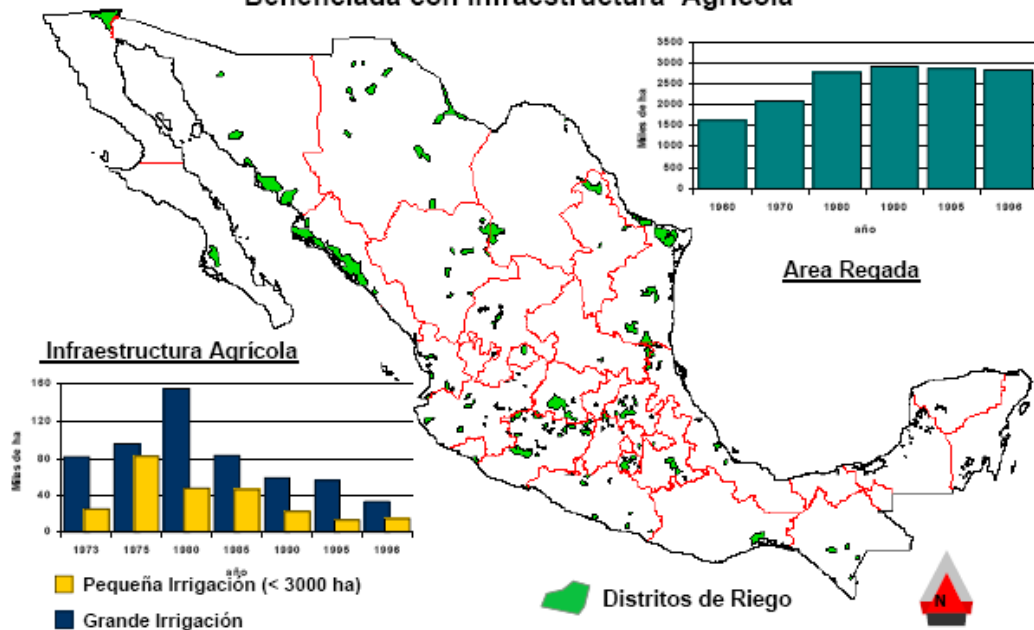 Beneficiada con Infraestructura Agrícola
3500
3000
2500
2000
1500
1000
500
0
Miles de ha
1960
1970
1980
1990
1995
1996
año
Area Regada
Infraestructura Agrícola
160
120
80
40
0
Miles de ha
1973
1975
1980
1985
1990
1995
1996
año
Pequeña Irrigación (< 3000 ha)
Grande Irrigación
Distritos de Riego
N